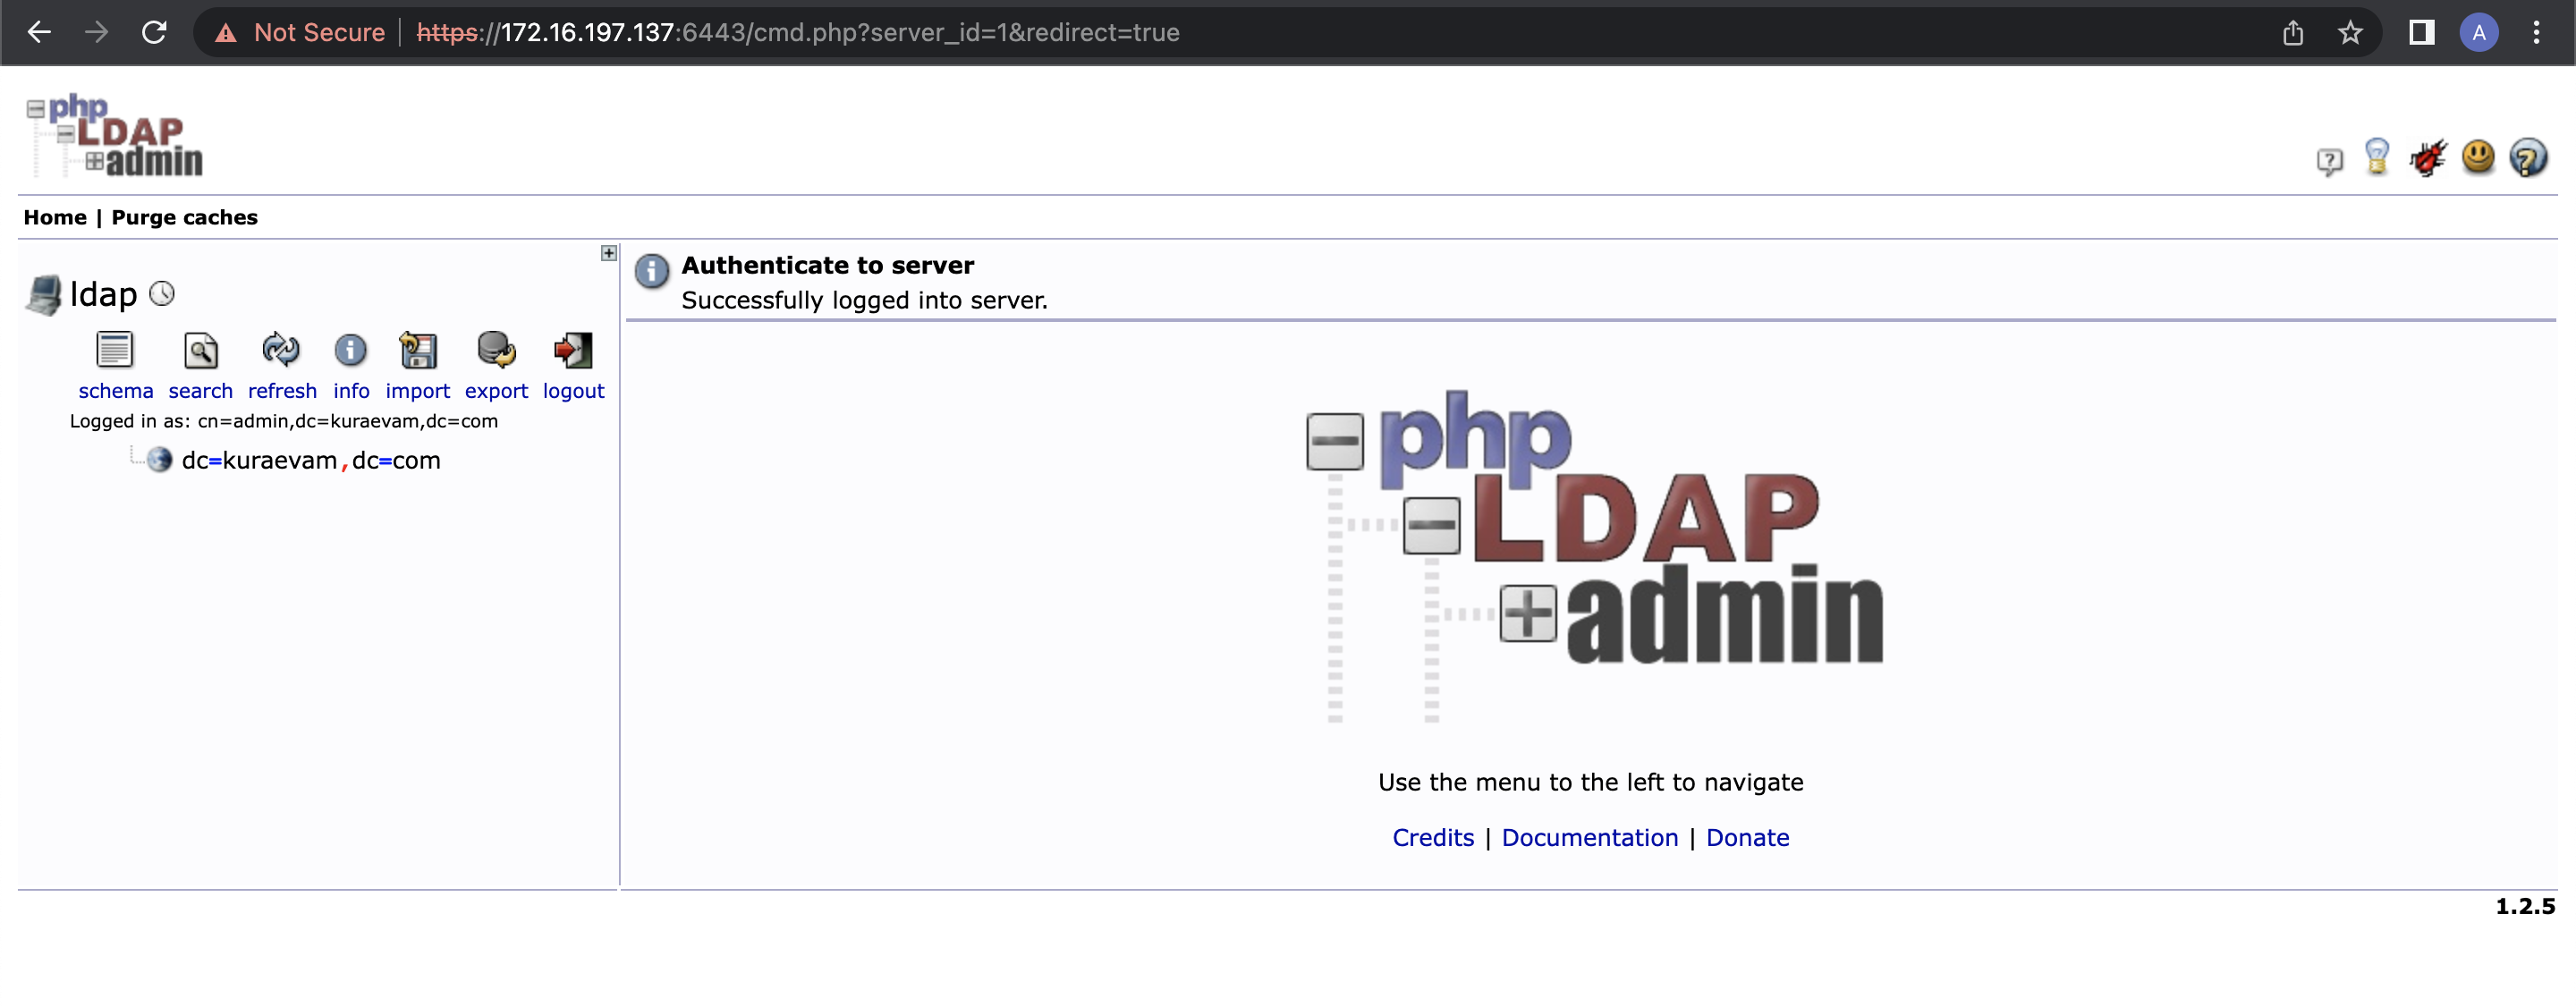 Not Secure | https://172.16.197.137:6443/cmd.php?server_id=1&redirect=true
A
php
LDAP
admin
Home | Purge caches
ldap
schema search refresh info import export logout
Logged in as: cn=admin,dc=kuraevam,dc=com
dc=kuraevam,dc=com
Authenticate to server
Successfully logged into server.
php
LDAP
admin
Use the menu to the left to navigate
Credits | Documentation | Donate
1.2.5